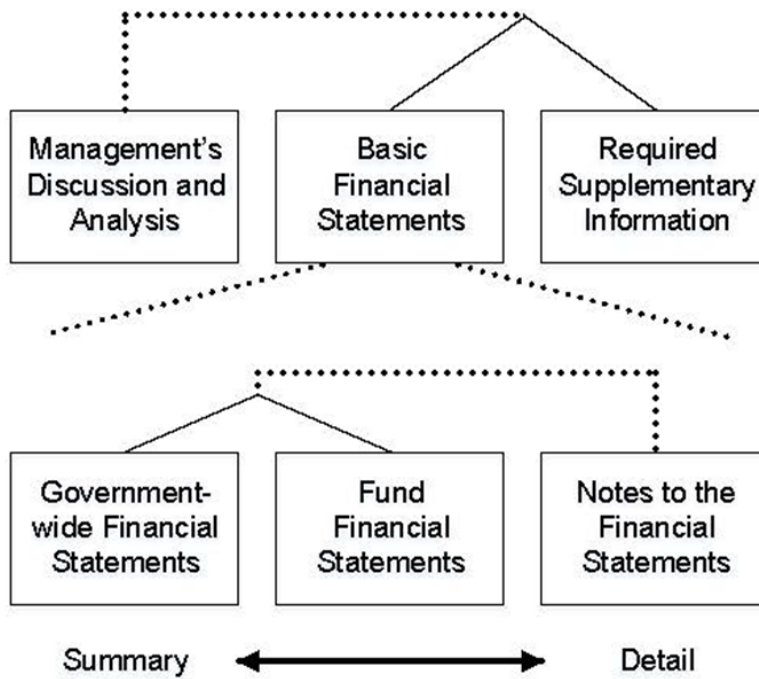 Management's
Discussion and
Analysis
Basic
Financial
Statements
Required
Supplementary
Information
Government-
wide Financial
Statements
Fund
Financial
Statements
Notes to the
Financial
Statements
Summary
Detail